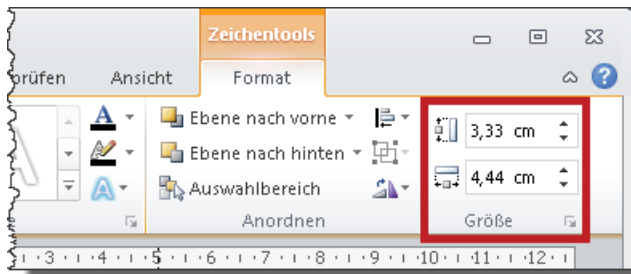 Zeichentools
prüfen Ansicht Format
A Ebene nach vorne 3,33 cm
Ebene nach hinten
A Auswahlbereich 4,44 cm
Anordnen Größe
3 4 5 6 7 8 9 10 11 12